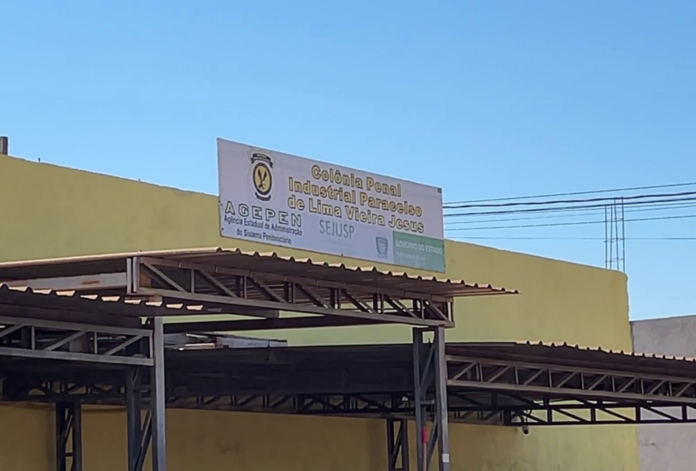 Colônia Penal
Industrial Paracelso
de Lima Vieira Jesus
AGEPEN
Agência Estadual de Administração
do Sistema Penitenciário
SEJUSP
GOVERNO DO ESTADO